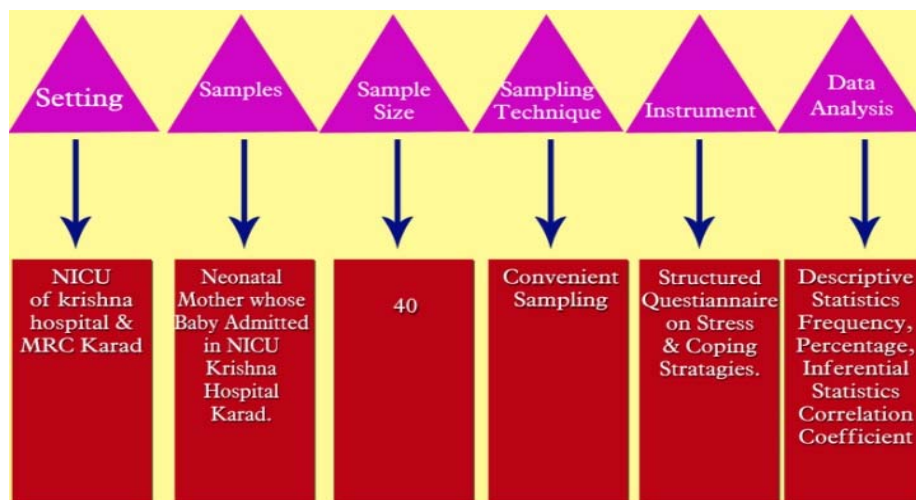 Setting
Samples
Sample
Size
Sampling
Technique
Instrument
Data
Analysis
NICU
of krishna
hospital &
MRC Karad
Neonatal
Mother whose
Baby Admitted
in NICU
Krishna
Hospital
Karad.
40
Convenient
Sampling
Structured
Questiannaire
on Stress
& Coping
Stratagies.
Descriptive
Statistics
Frequency,
Percentage,
Inferential
Statistics
Correlation
Coefficient